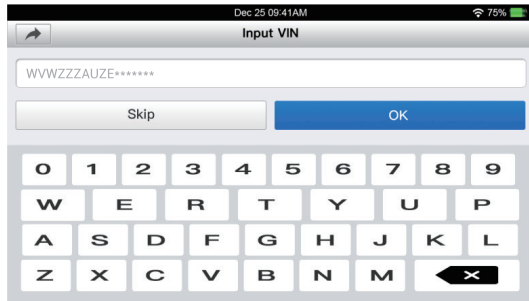 Dec 25 09:41AM 75%
Input VIN
WVWZZZAUZE*******
Skip OK
0 1 2 3 4 5 6 7 8 9
W E R T Y U P
A S D F G H J K L
Z X C V B N M